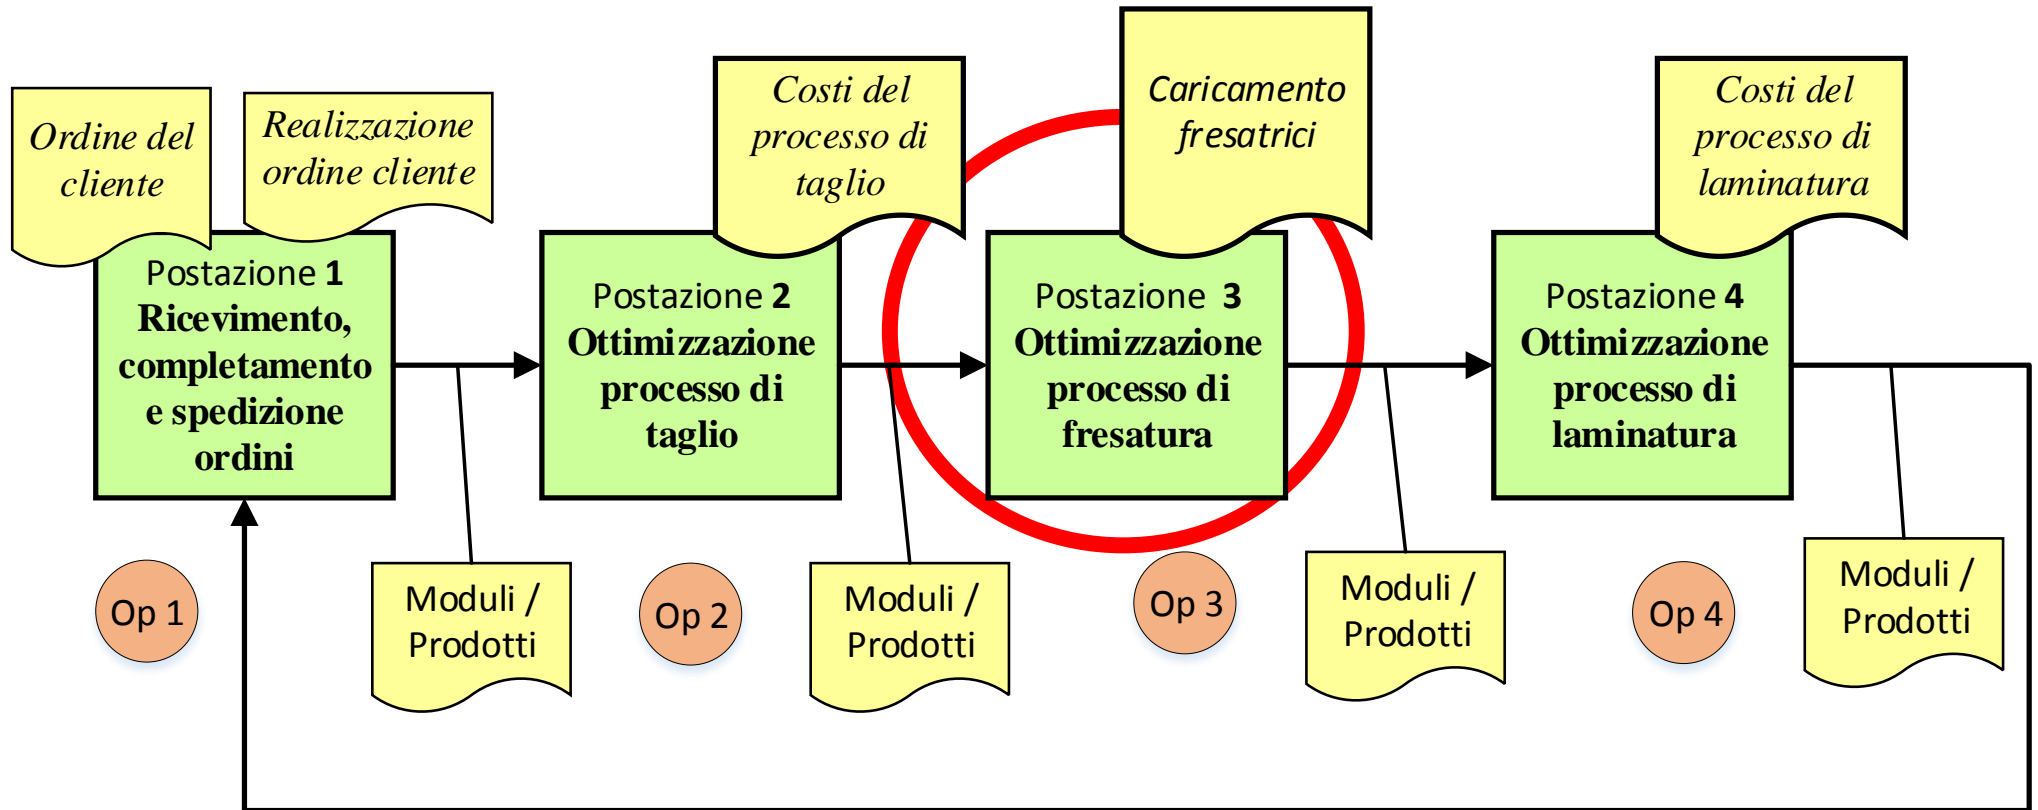 Ordine del
cliente
Realizzazione
ordine cliente
Costi del
processo di
taglio
Caricamento
fresatrici
Costi del
processo di
laminatura
Postazione 1
Ricevimento,
completamento
e spedizione
ordini
Postazione 2
Ottimizzazione
processo di
taglio
Postazione 3
Ottimizzazione
processo di
fresatura
Postazione 4
Ottimizzazione
processo di
laminatura
Op 1
Moduli /
Prodotti
Op 2
Moduli /
Prodotti
Op 3
Moduli /
Prodotti
Op 4
Moduli /
Prodotti